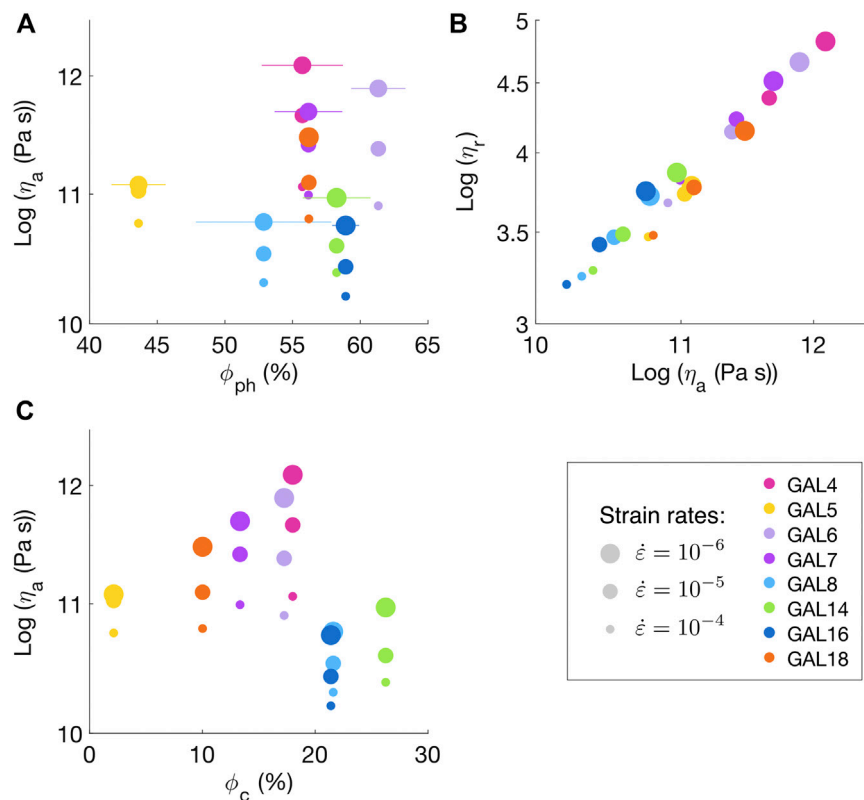 A
Log (ηa (Pa s))
12
11
10
40 45 50 55 60 65
ϕph (%)
B
Log (ηr)
5
4.5
4
3.5
3
10 11 12
Log (ηa (Pa s))
C
Log (ηa (Pa s))
12
11
10
0 10 20 30
ϕc (%)
Strain rates:
ε̇ = 10⁻⁶
ε̇ = 10⁻⁵
ε̇ = 10⁻⁴
GAL4
GAL5
GAL6
GAL7
GAL8
GAL14
GAL16
GAL18